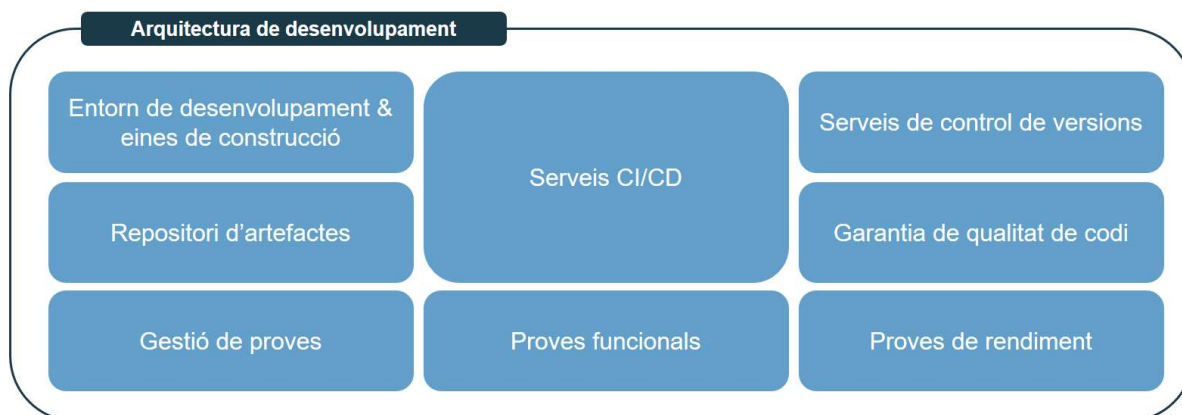 Arquitectura de desenvolupament
Entorn de desenvolupament &
eines de construcció
Serveis CI/CD
Serveis de control de versions
Repositori d’artefactes
Garantia de qualitat de codi
Gestió de proves
Proves funcionals
Proves de rendiment